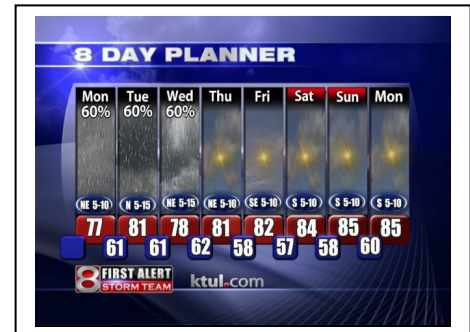 8 DAY PLANNER
Mon Tue Wed Thu Fri Sat Sun Mon
60% 60% 60%
NE 5-10 N 5-15 NE 5-15 NE 5-10 SE 5-10 S 5-10 S 5-10 S 5-10
77 81 78 81 82 84 85 85
61 61 62 58 57 58 60
8 FIRST ALERT
STORM TEAM
ktul.com